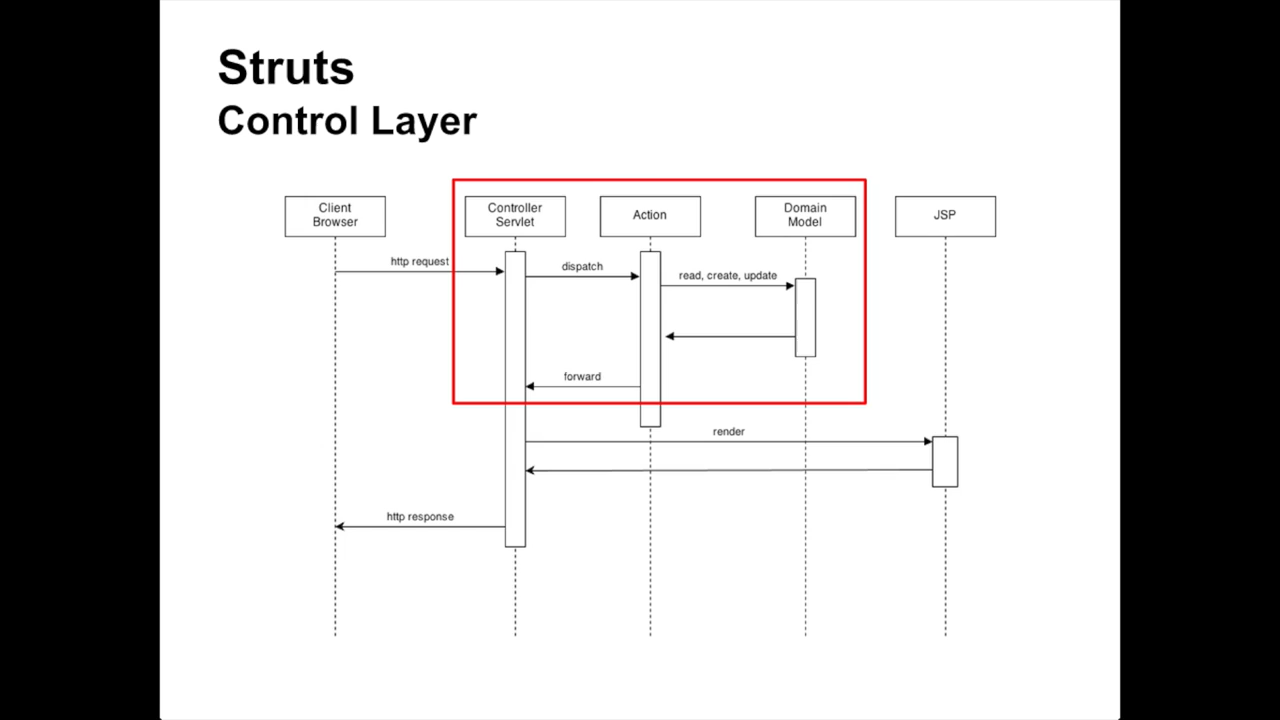 Struts
Control Layer
Client
Browser
Controller
Servlet
Action
Domain
Model
JSP
http request
dispatch
read, create, update
forward
render
http response